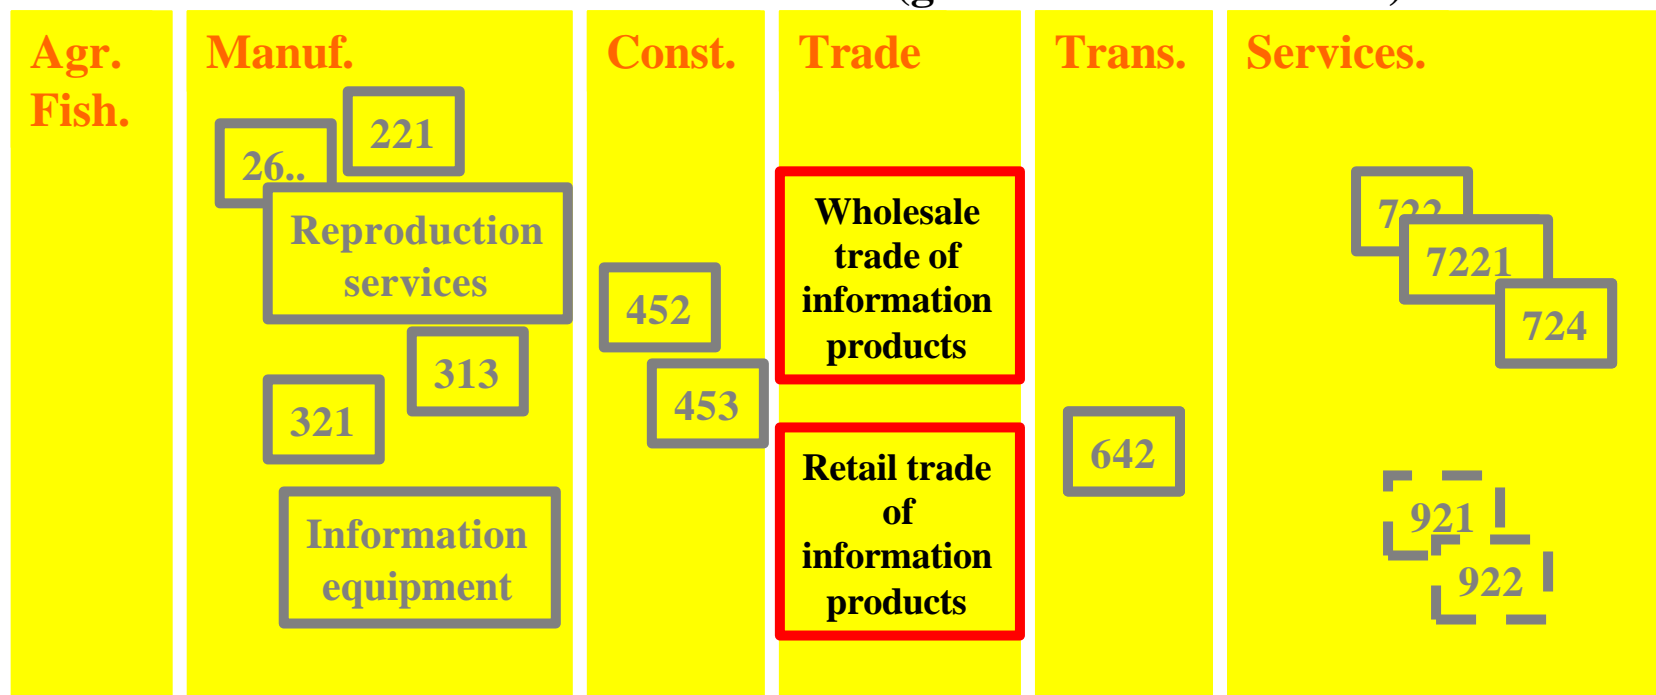 Agr.
Fish.
Manuf.
Const.
Trade
Trans.
Services.
221
26..
Reproduction
services
313
321
Information
equipment
452
453
Wholesale
trade of
information
products
Retail trade
of
information
products
642
722
7221
724
921
922